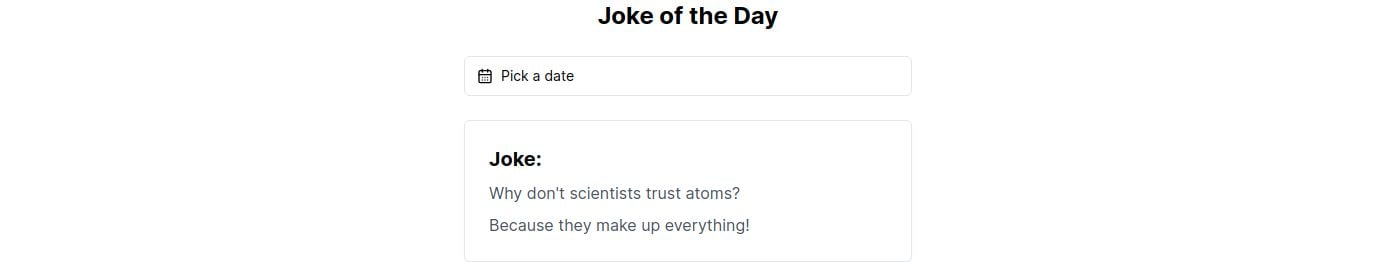 Joke of the Day
Pick a date
Joke:
Why don't scientists trust atoms?
Because they make up everything!